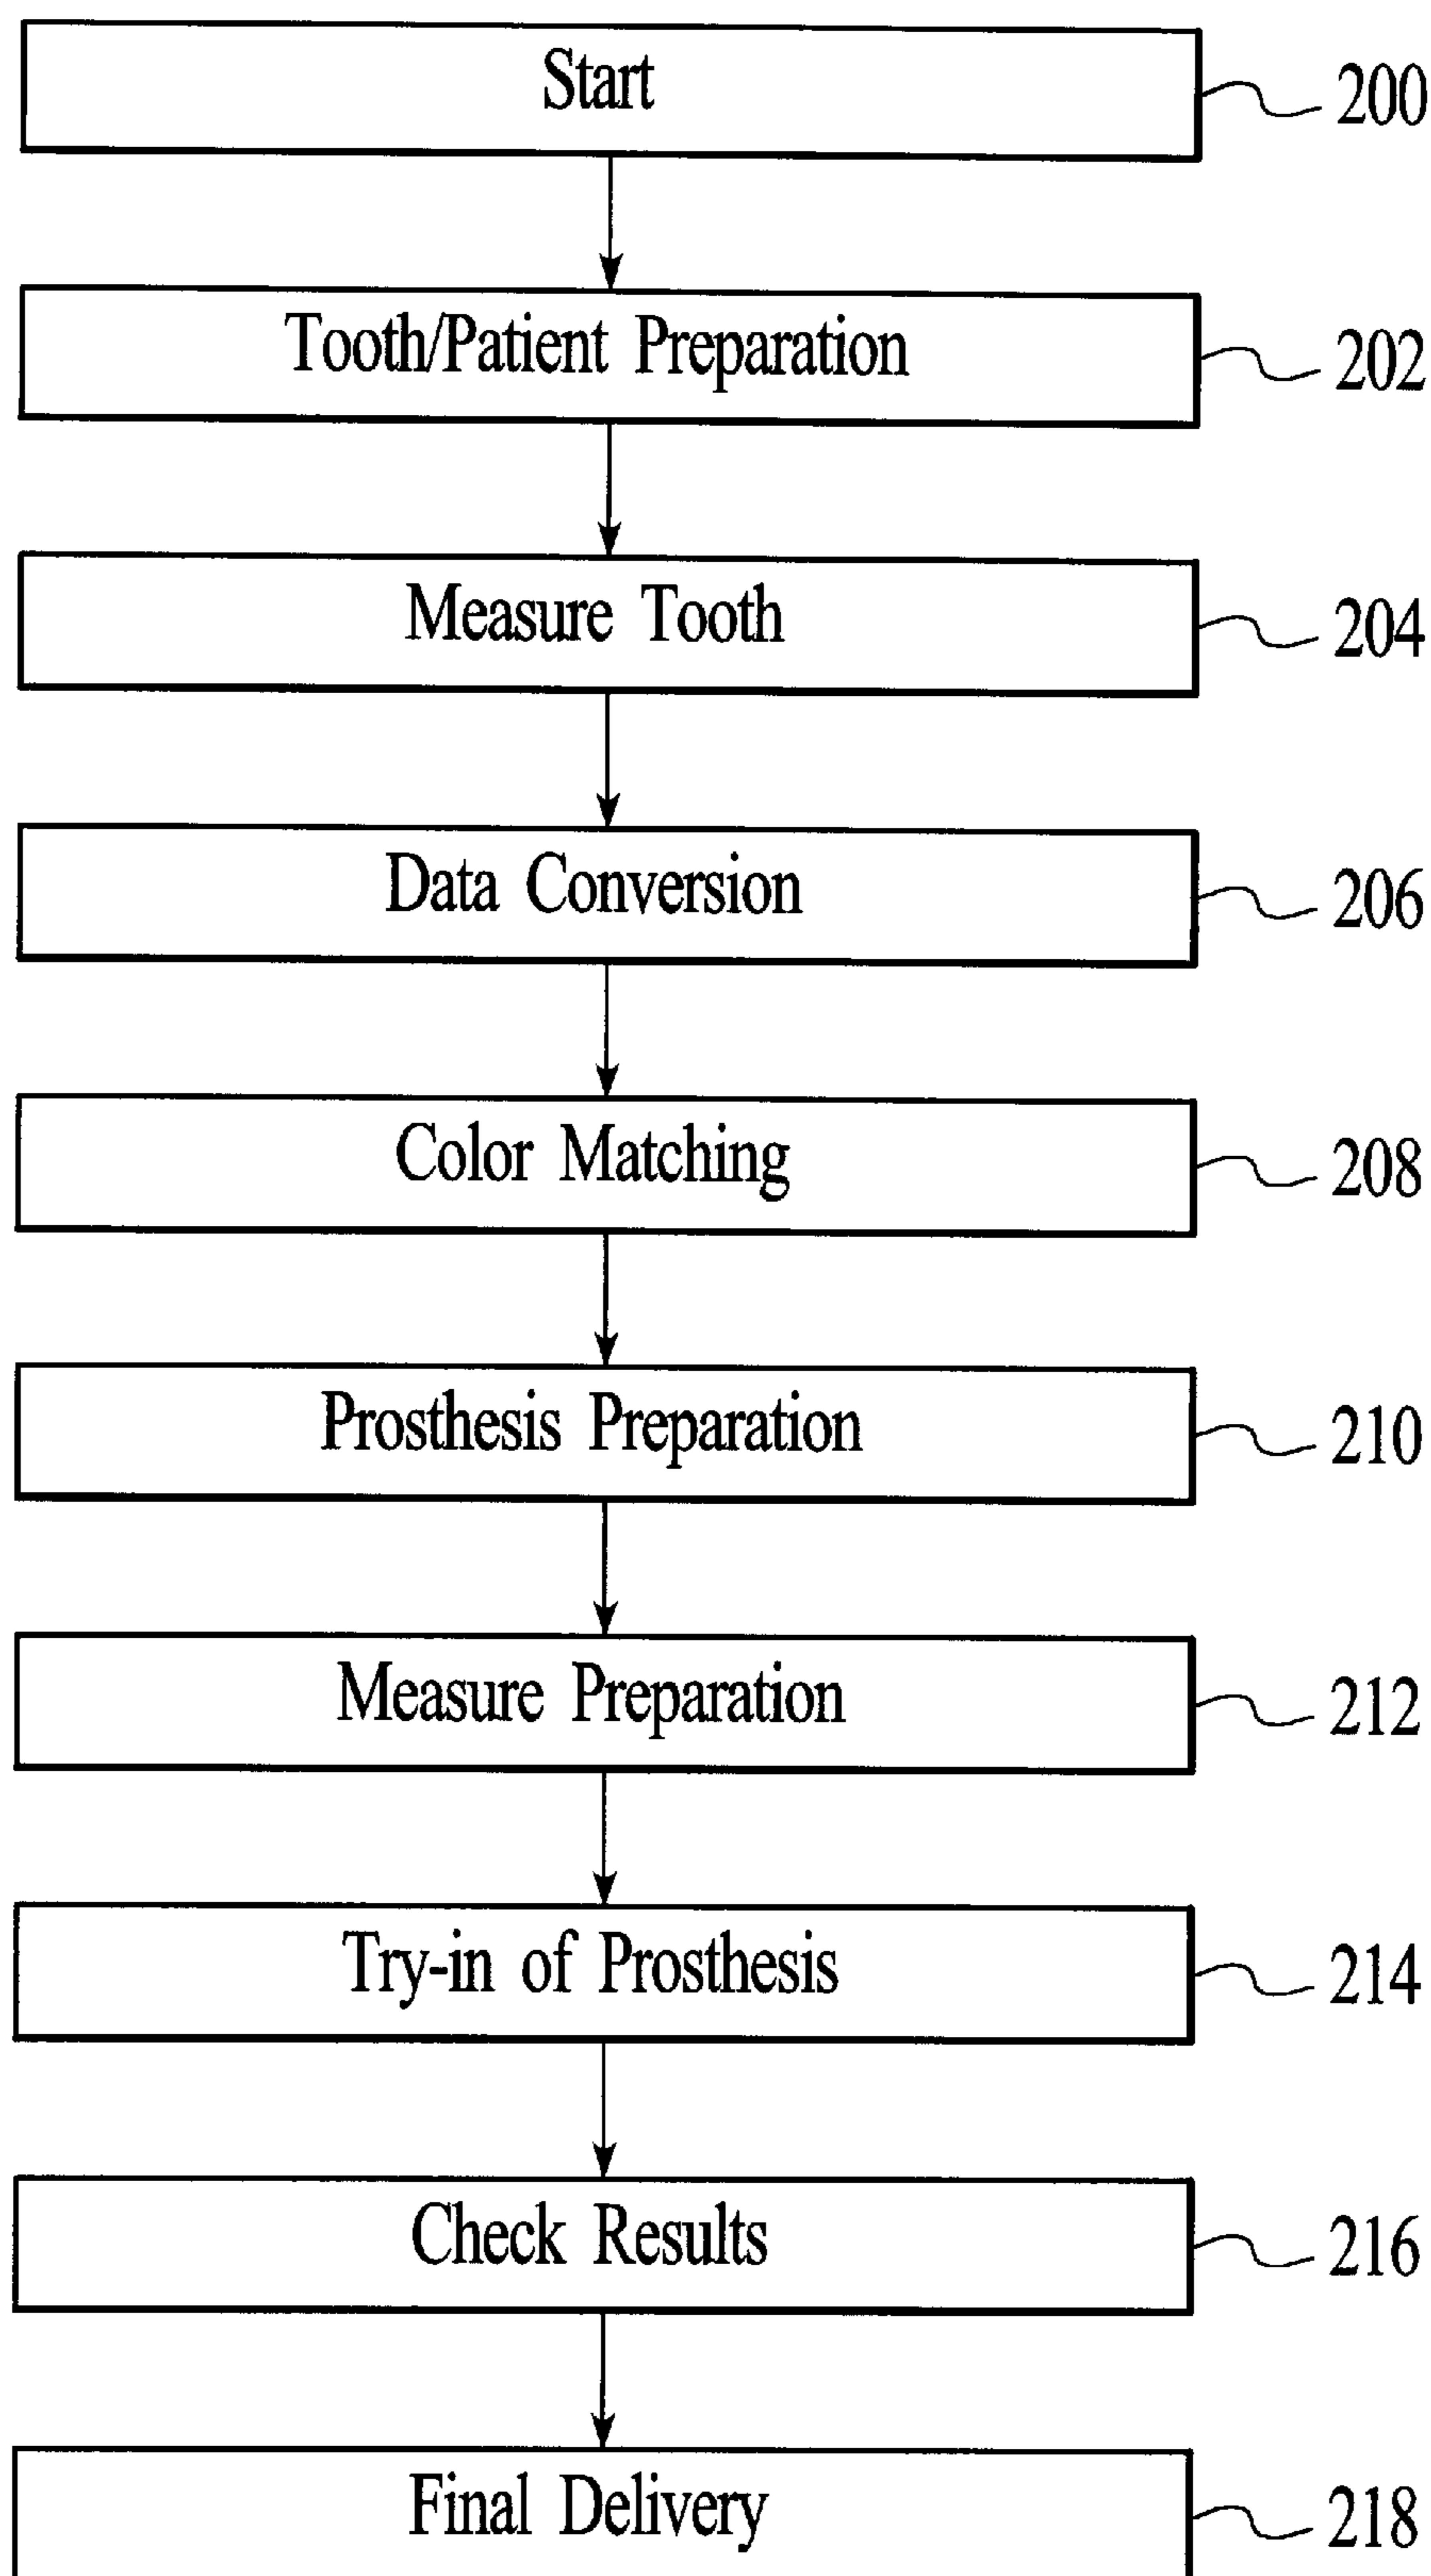 Start 200
Tooth/Patient Preparation 202
Measure Tooth 204
Data Conversion 206
Color Matching 208
Prosthesis Preparation 210
Measure Preparation 212
Try-in of Prosthesis 214
Check Results 216
Final Delivery 218